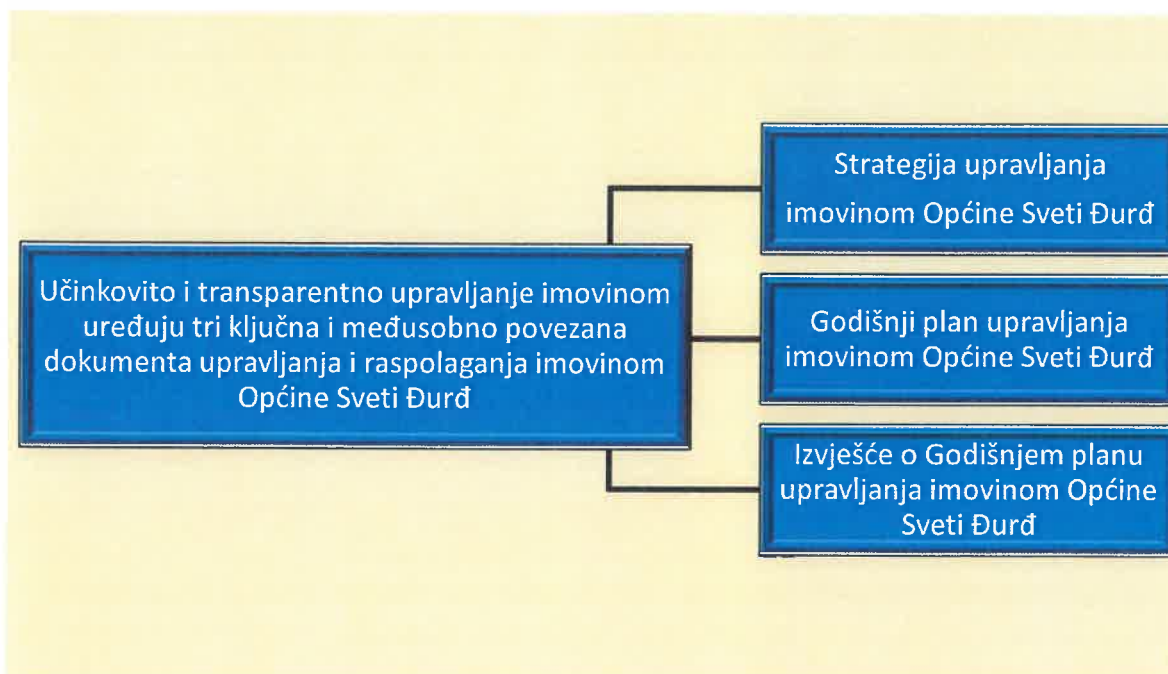 Učinkovito i transparentno upravljanje imovinom
uređuju tri ključna i međusobno povezana
dokumenta upravljanja i raspolaganja imovinom
Općine Sveti Đurđ
Strategija upravljanja
imovinom Općine Sveti Đurđ
Godišnji plan upravljanja
imovinom Općine Sveti Đurđ
Izvješće o Godišnjem planu
upravljanja imovinom Općine
Sveti Đurđ